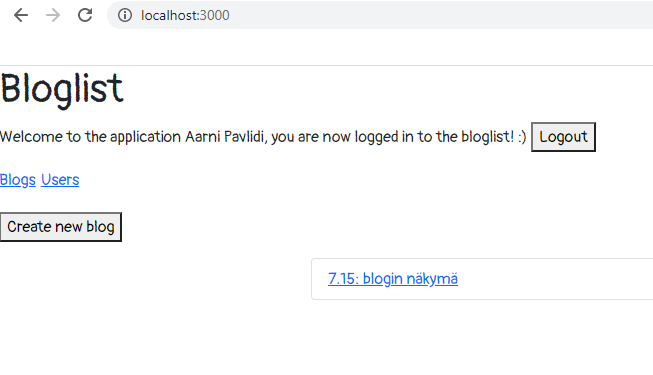 localhost:3000
Bloglist
Welcome to the application Aarni Pavlidi, you are now logged in to the bloglist! :) Logout
Blogs Users
Create new blog
7.15: blogin näkymä